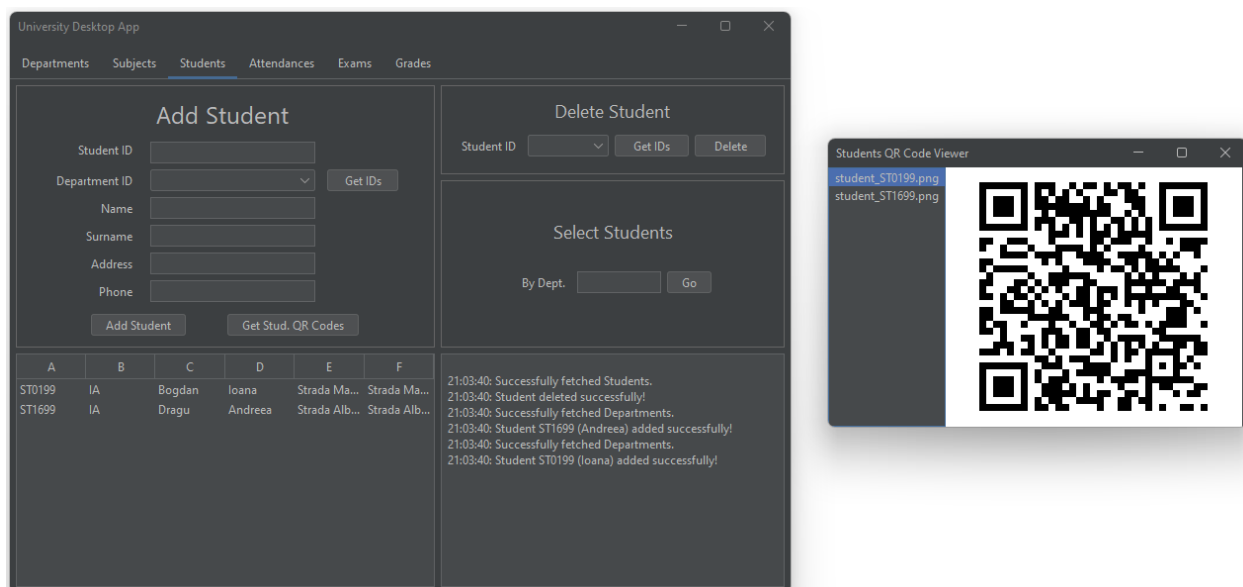 University Desktop App
Departments Subjects Students Attendances Exams Grades
Add Student
Student ID
Department ID Get IDs
Name
Surname
Address
Phone
Add Student Get Stud. QR Codes
Delete Student
Student ID Get IDs Delete
Select Students
By Dept. Go
A B C D E F
ST0199 IA Bogdan Ioana Strada Ma... Strada Ma...
ST1699 IA Dragu Andreea Strada Alb... Strada Alb...
21:03:40: Successfully fetched Students.
21:03:40: Student deleted successfully!
21:03:40: Successfully fetched Departments.
21:03:40: Student ST1699 (Andreea) added successfully!
21:03:40: Successfully fetched Departments.
21:03:40: Student ST0199 (Ioana) added successfully!
Students QR Code Viewer
student_ST0199.png
student_ST1699.png